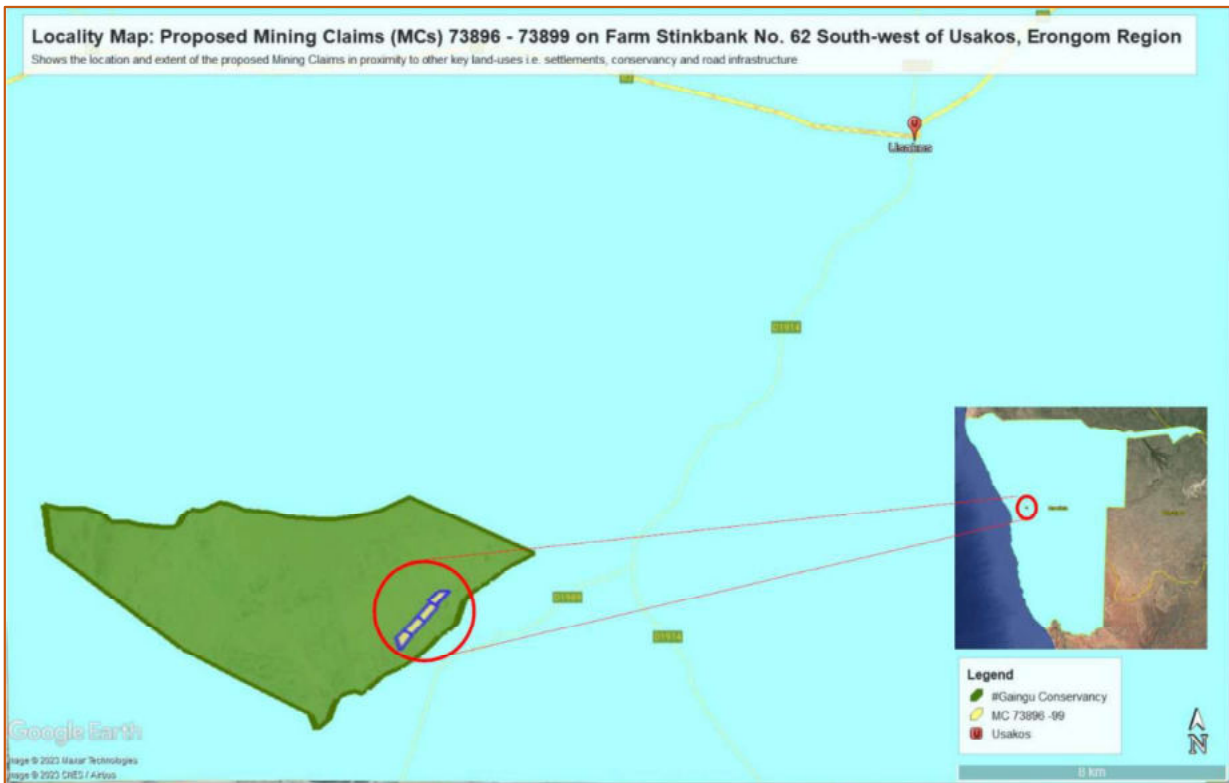 Locality Map: Proposed Mining Claims (MCs) 73896 - 73899 on Farm Stinkbank No. 62 South-west of Usakos, Erongom Region
Shows the location and extent of the proposed Mining Claims in proximity to other key land-uses i.e. settlements, conservancy and road infrastructure
Usakos
D1914
D1914
Legend
#Gaingu Conservancy
MC 73896 -99
Usakos
N
8 km
Google Earth
Image © 2023 Maxar Technologies
Image © 2023 CNES / Airbus